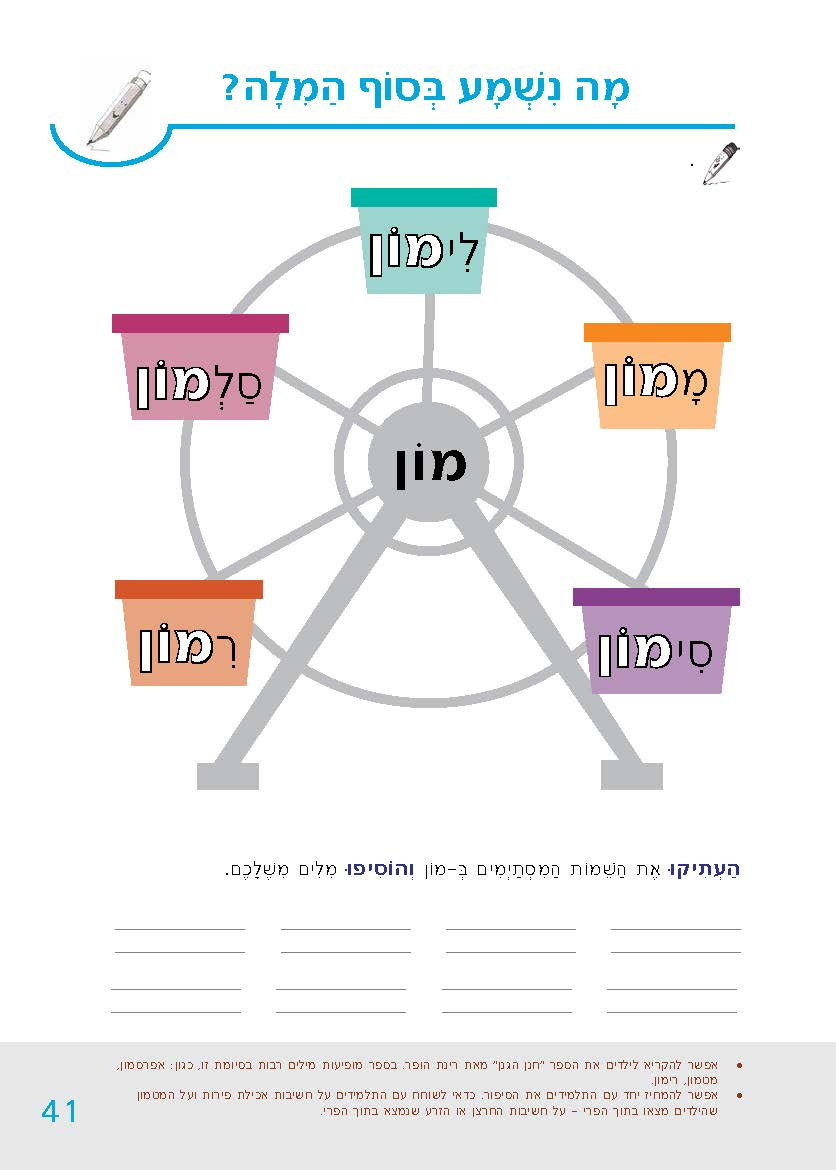 מָה נִשְׁמָע בְּסוֹף הַמִלָה?
.
לִימוֹן
סַלְמוֹן
מָמוֹן
מוֹן
רִמוֹן
סִימוֹן
הַעְתִיקוּ אֶת הַשֵׁמוֹת הַמִסְתַיְמִים בְּ-מוֹן וְהוֹסִיפוּ מִלִים מִשֶׁלָכֶם.
• אפשר להקריא לילדים את הספר "חנן הגנן" מאת רינת הופר. בספר מופיעות מילים רבות בסיומת זו, כגון: אפרסמון,
מטמון, רימון.
• אפשר להמחיז יחד עם התלמידים את הסיפור. כדאי לשוחח עם התלמידים על חשיבות אכילת פירות ועל המטמון
שהילדים מצאו בתוך הפרי – על חשיבות החרצן או הזרע שנמצא בתוך הפרי.
41